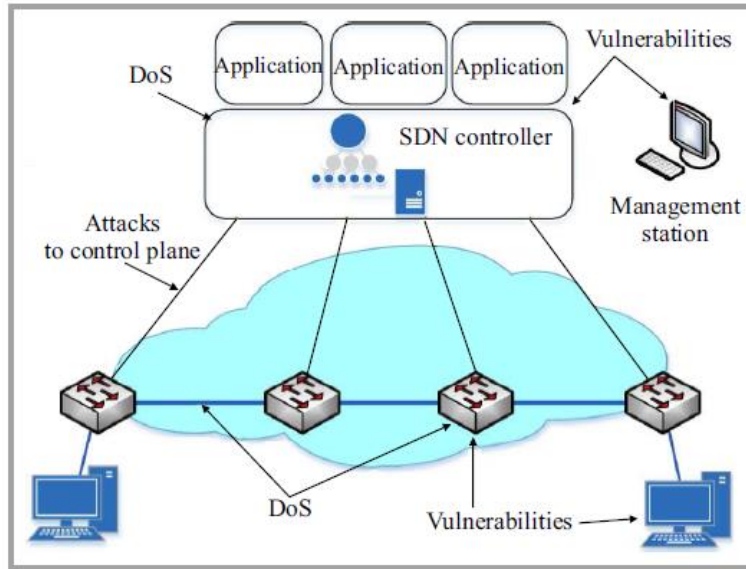 Application
Application
Application
Vulnerabilities
DoS
SDN controller
Management
station
Attacks
to control plane
DoS
Vulnerabilities